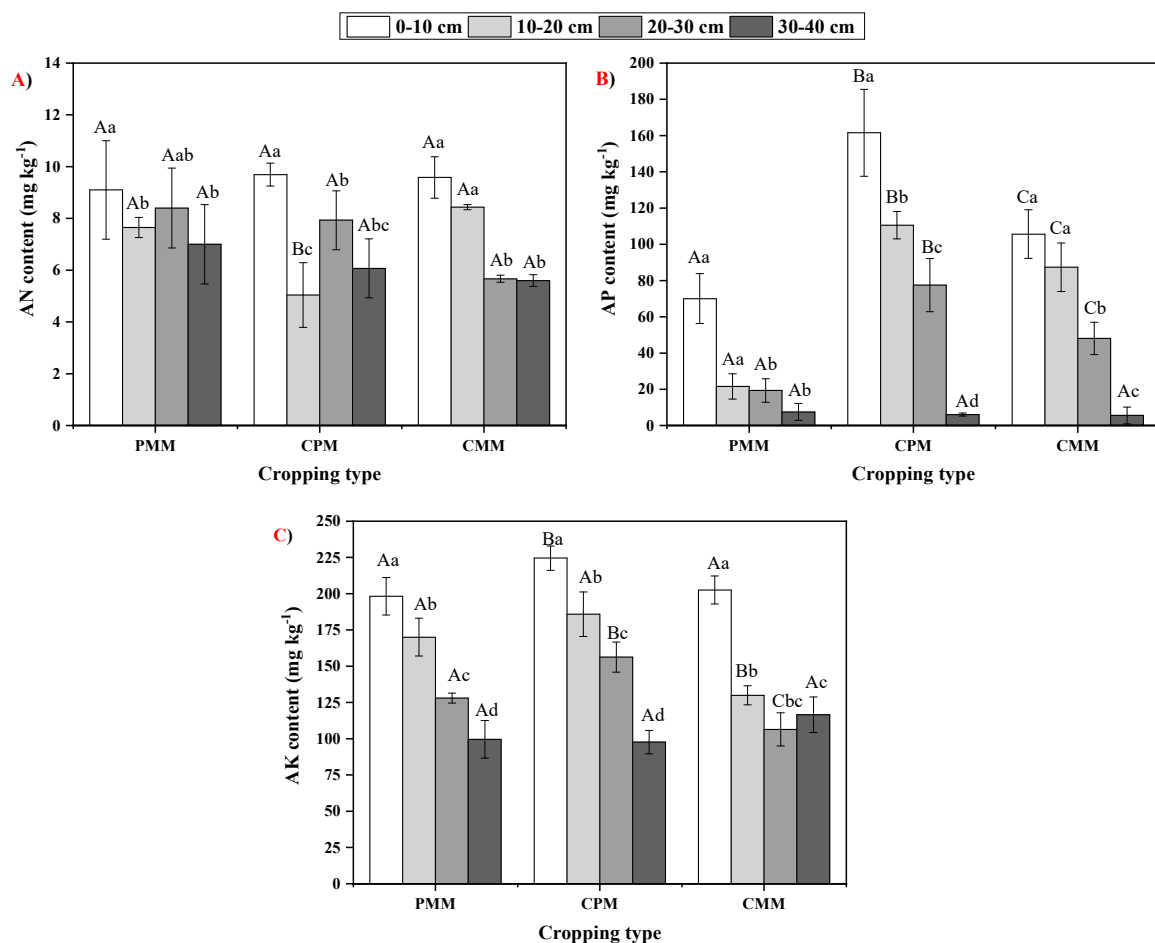 0-10 cm 10-20 cm 20-30 cm 30-40 cm
A)
AN content (mg kg⁻¹)
14
12
10
8
6
4
2
0
Aa Ab Aab Ab
Aa Bc Ab Abc
Aa Aa Ab Ab
PMM CPM CMM
Cropping type
B)
AP content (mg kg⁻¹)
200
180
160
140
120
100
80
60
40
20
0
Aa Aa Ab Ab
Ba Bb Bc Ad
Ca Ca Cb Ac
PMM CPM CMM
Cropping type
C)
AK content (mg kg⁻¹)
250
225
200
175
150
125
100
75
50
25
0
Aa Ab Ac Ad
Ba Ab Bc Ad
Aa Bb Cbc Ac
PMM CPM CMM
Cropping type